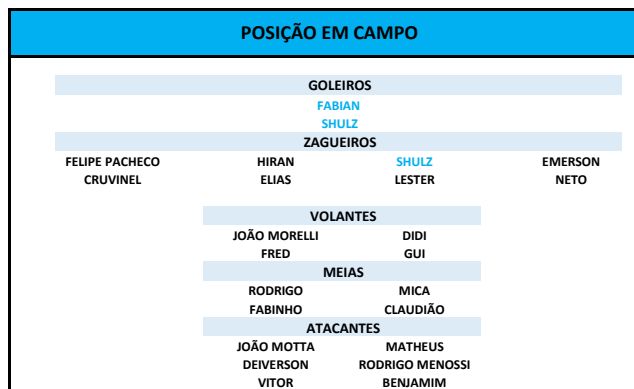 POSIÇÃO EM CAMPO
GOLEIROS
FABIAN
SHULZ
ZAGUEIROS
FELIPE PACHECO HIRAN SHULZ EMERSON
CRUVINEL ELIAS LESTER NETO
VOLANTES
JOÃO MORELLI DIDI
FRED GUI
MEIAS
RODRIGO MICA
FABINHO CLAUDIÃO
ATACANTES
JOÃO MOTTA MATHEUS
DEIVERSON RODRIGO MENOSSI
VITOR BENJAMIM